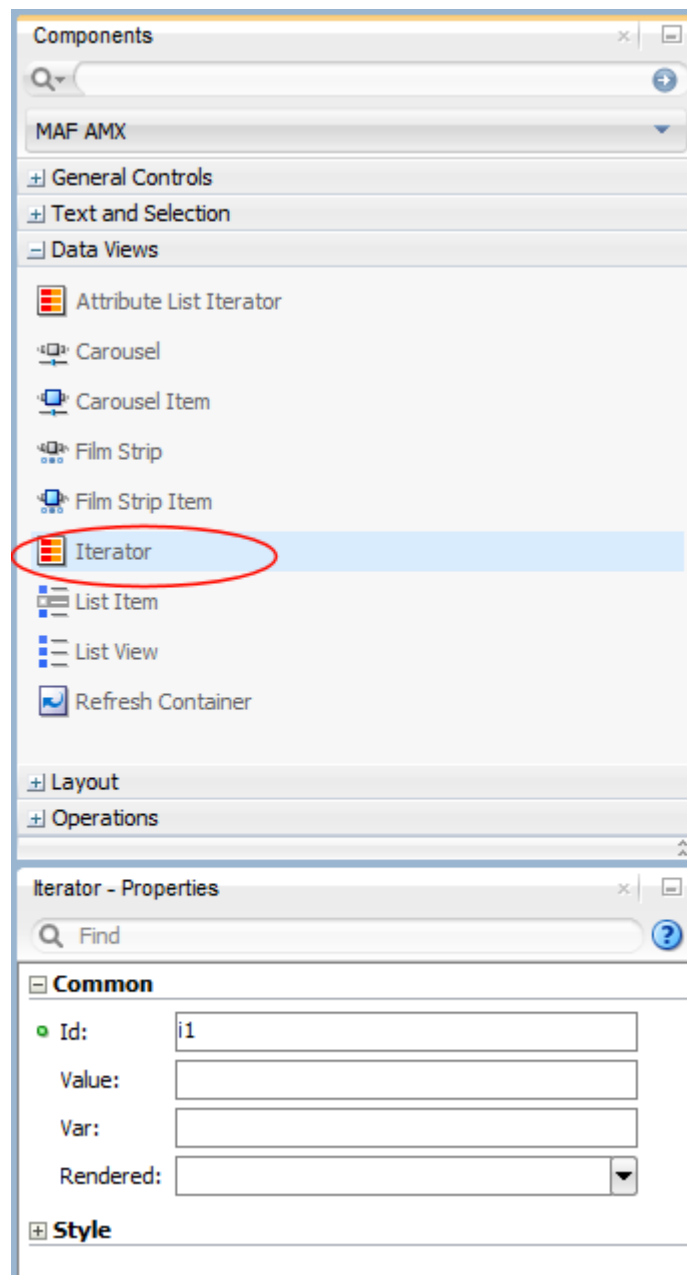 Components
MAF AMX
General Controls
Text and Selection
Data Views
Attribute List Iterator
Carousel
Carousel Item
Film Strip
Film Strip Item
Iterator
List Item
List View
Refresh Container
Layout
Operations
Iterator - Properties
Find
Common
Id: i1
Value:
Var:
Rendered:
Style